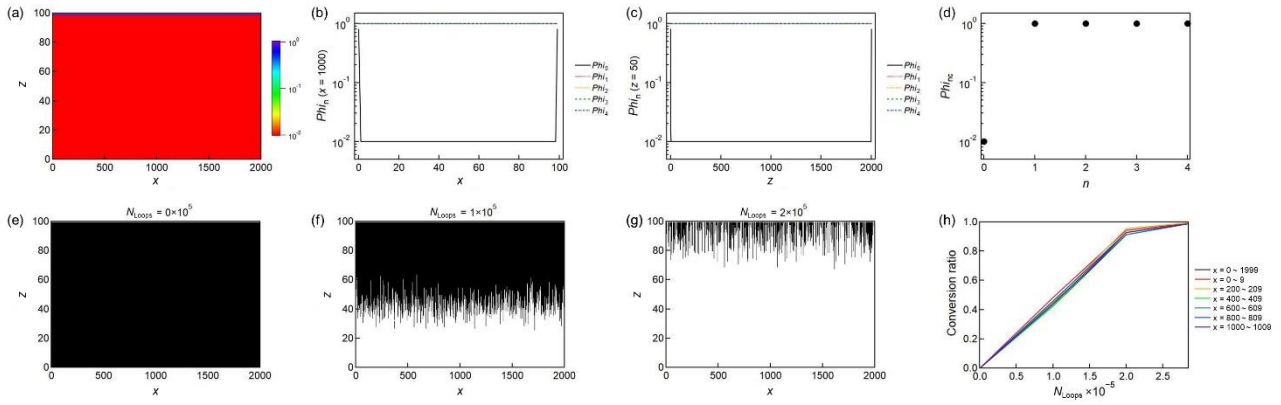 (a)
100
80
60
40
20
0
z
0 500 1000 1500 2000
x
10^0
10^-1
10^-2
(b)
10^0
10^-1
10^-2
Phi_n (x = 1000)
0 20 40 60 80 100
x
Phi_0
Phi_1
Phi_2
Phi_3
Phi_4
(c)
10^0
10^-1
10^-2
Phi_n (z = 50)
0 500 1000 1500 2000
z
Phi_0
Phi_1
Phi_2
Phi_3
Phi_4
(d)
10^0
10^-1
10^-2
Phi_nc
0 1 2 3 4
n
(e)
N_Loops = 0×10^5
100
80
60
40
20
0
z
0 500 1000 1500 2000
x
(f)
N_Loops = 1×10^5
100
80
60
40
20
0
z
0 500 1000 1500 2000
x
(g)
N_Loops = 2×10^5
100
80
60
40
20
0
z
0 500 1000 1500 2000
x
(h)
1.0
0.8
0.6
0.4
0.2
0.0
Conversion ratio
0.0 0.5 1.0 1.5 2.0 2.5
N_Loops ×10^-5
x = 0 ~ 1999
x = 0 ~ 9
x = 200 ~ 209
x = 400 ~ 409
x = 600 ~ 609
x = 800 ~ 809
x = 1000 ~ 1009